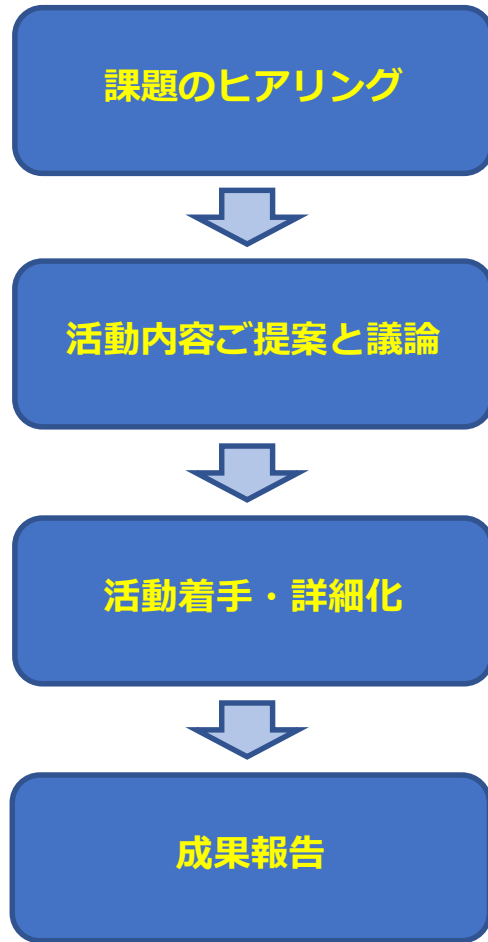 課題のヒアリング
活動内容ご提案と議論
活動着手・詳細化
成果報告